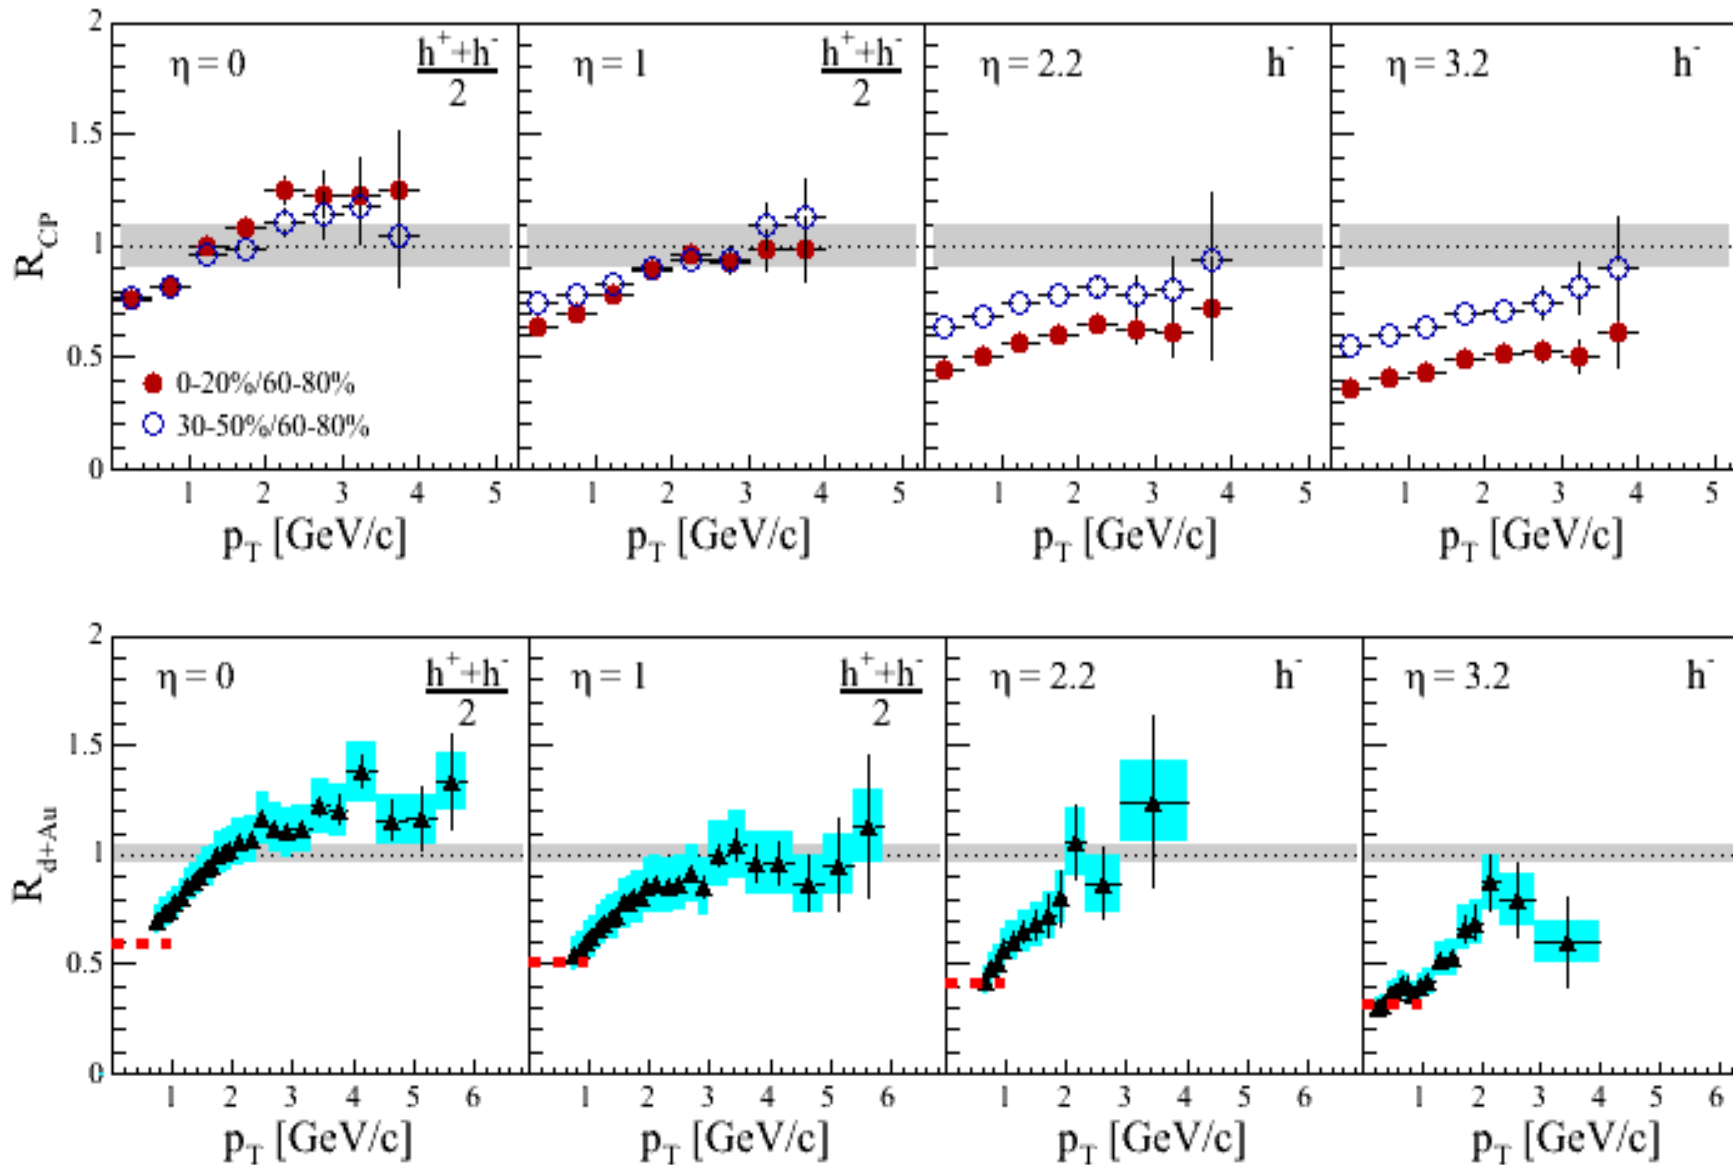 2
1.5
1
0.5
0
R_CP
η = 0
h⁺+h⁻
2
0-20%/60-80%
30-50%/60-80%
1 2 3 4 5
p_T [GeV/c]
η = 1
h⁺+h⁻
2
1 2 3 4 5
p_T [GeV/c]
η = 2.2
h⁻
1 2 3 4 5
p_T [GeV/c]
η = 3.2
h⁻
1 2 3 4 5
p_T [GeV/c]
2
1.5
1
0.5
0
R_d+Au
η = 0
h⁺+h⁻
2
1 2 3 4 5 6
p_T [GeV/c]
η = 1
h⁺+h⁻
2
1 2 3 4 5 6
p_T [GeV/c]
η = 2.2
h⁻
1 2 3 4 5 6
p_T [GeV/c]
η = 3.2
h⁻
1 2 3 4 5 6
p_T [GeV/c]